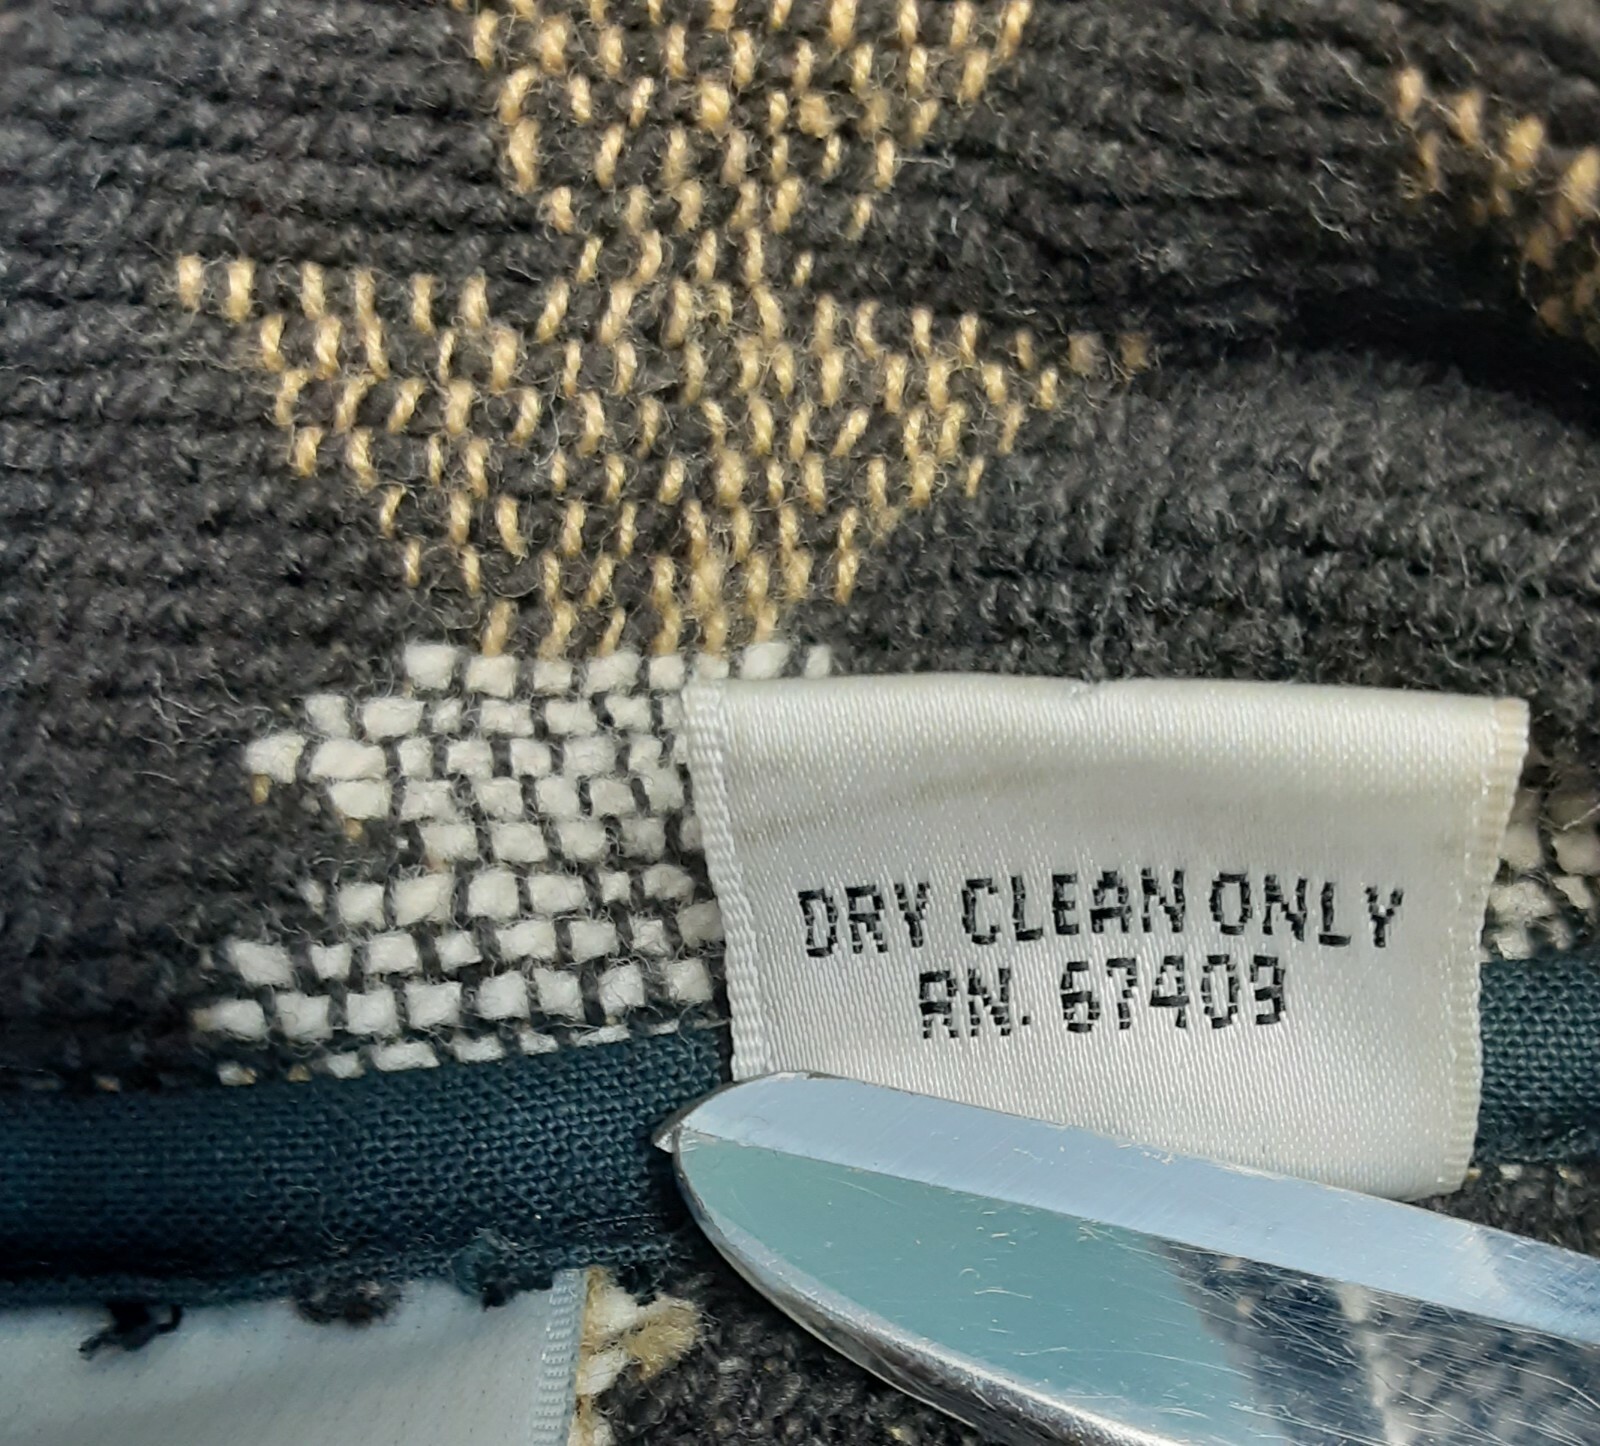 DRY CLEAN ONLY
RN. 67403